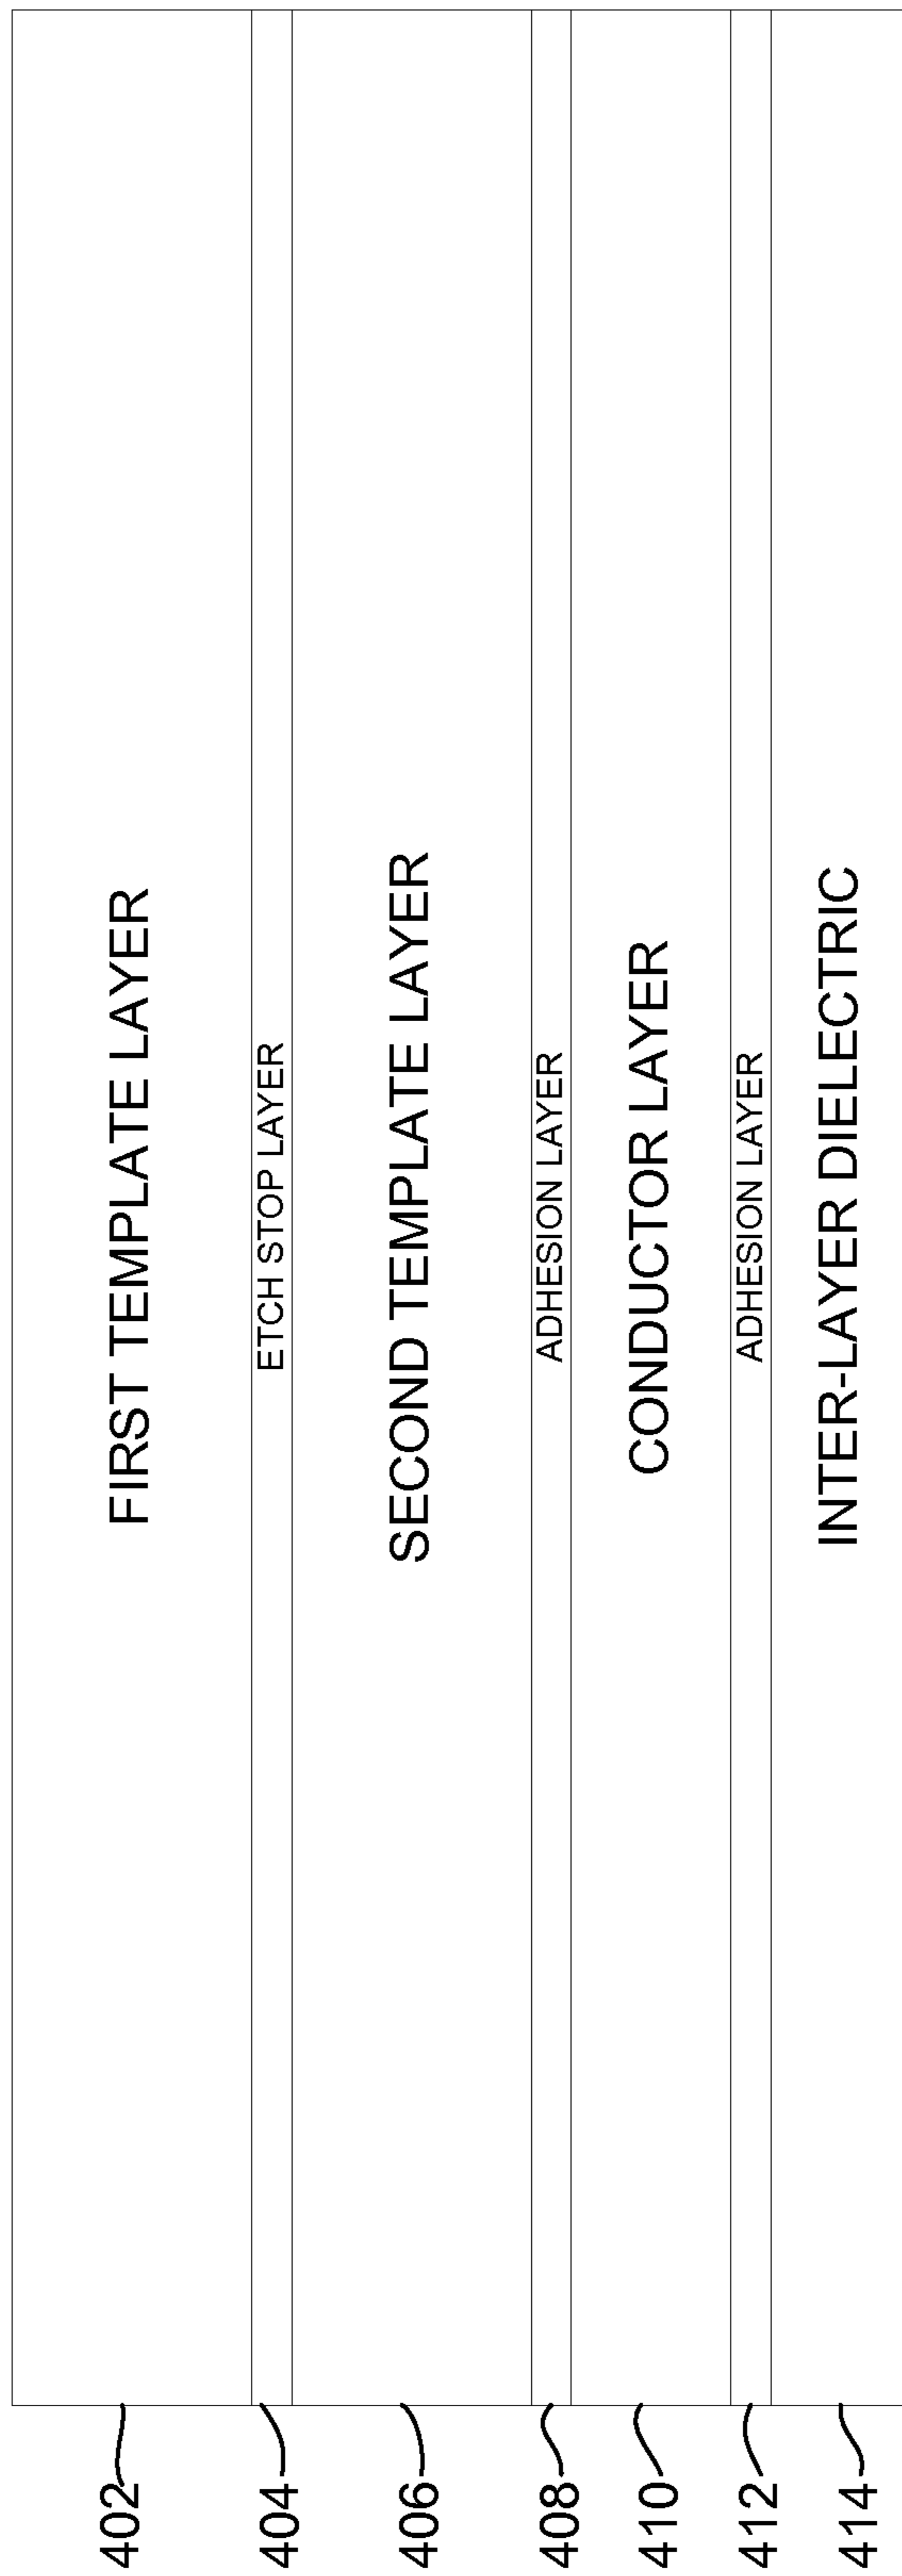 402 FIRST TEMPLATE LAYER
404 ETCH STOP LAYER
406 SECOND TEMPLATE LAYER
408 ADHESION LAYER
410 CONDUCTOR LAYER
412 ADHESION LAYER
414 INTER-LAYER DIELECTRIC